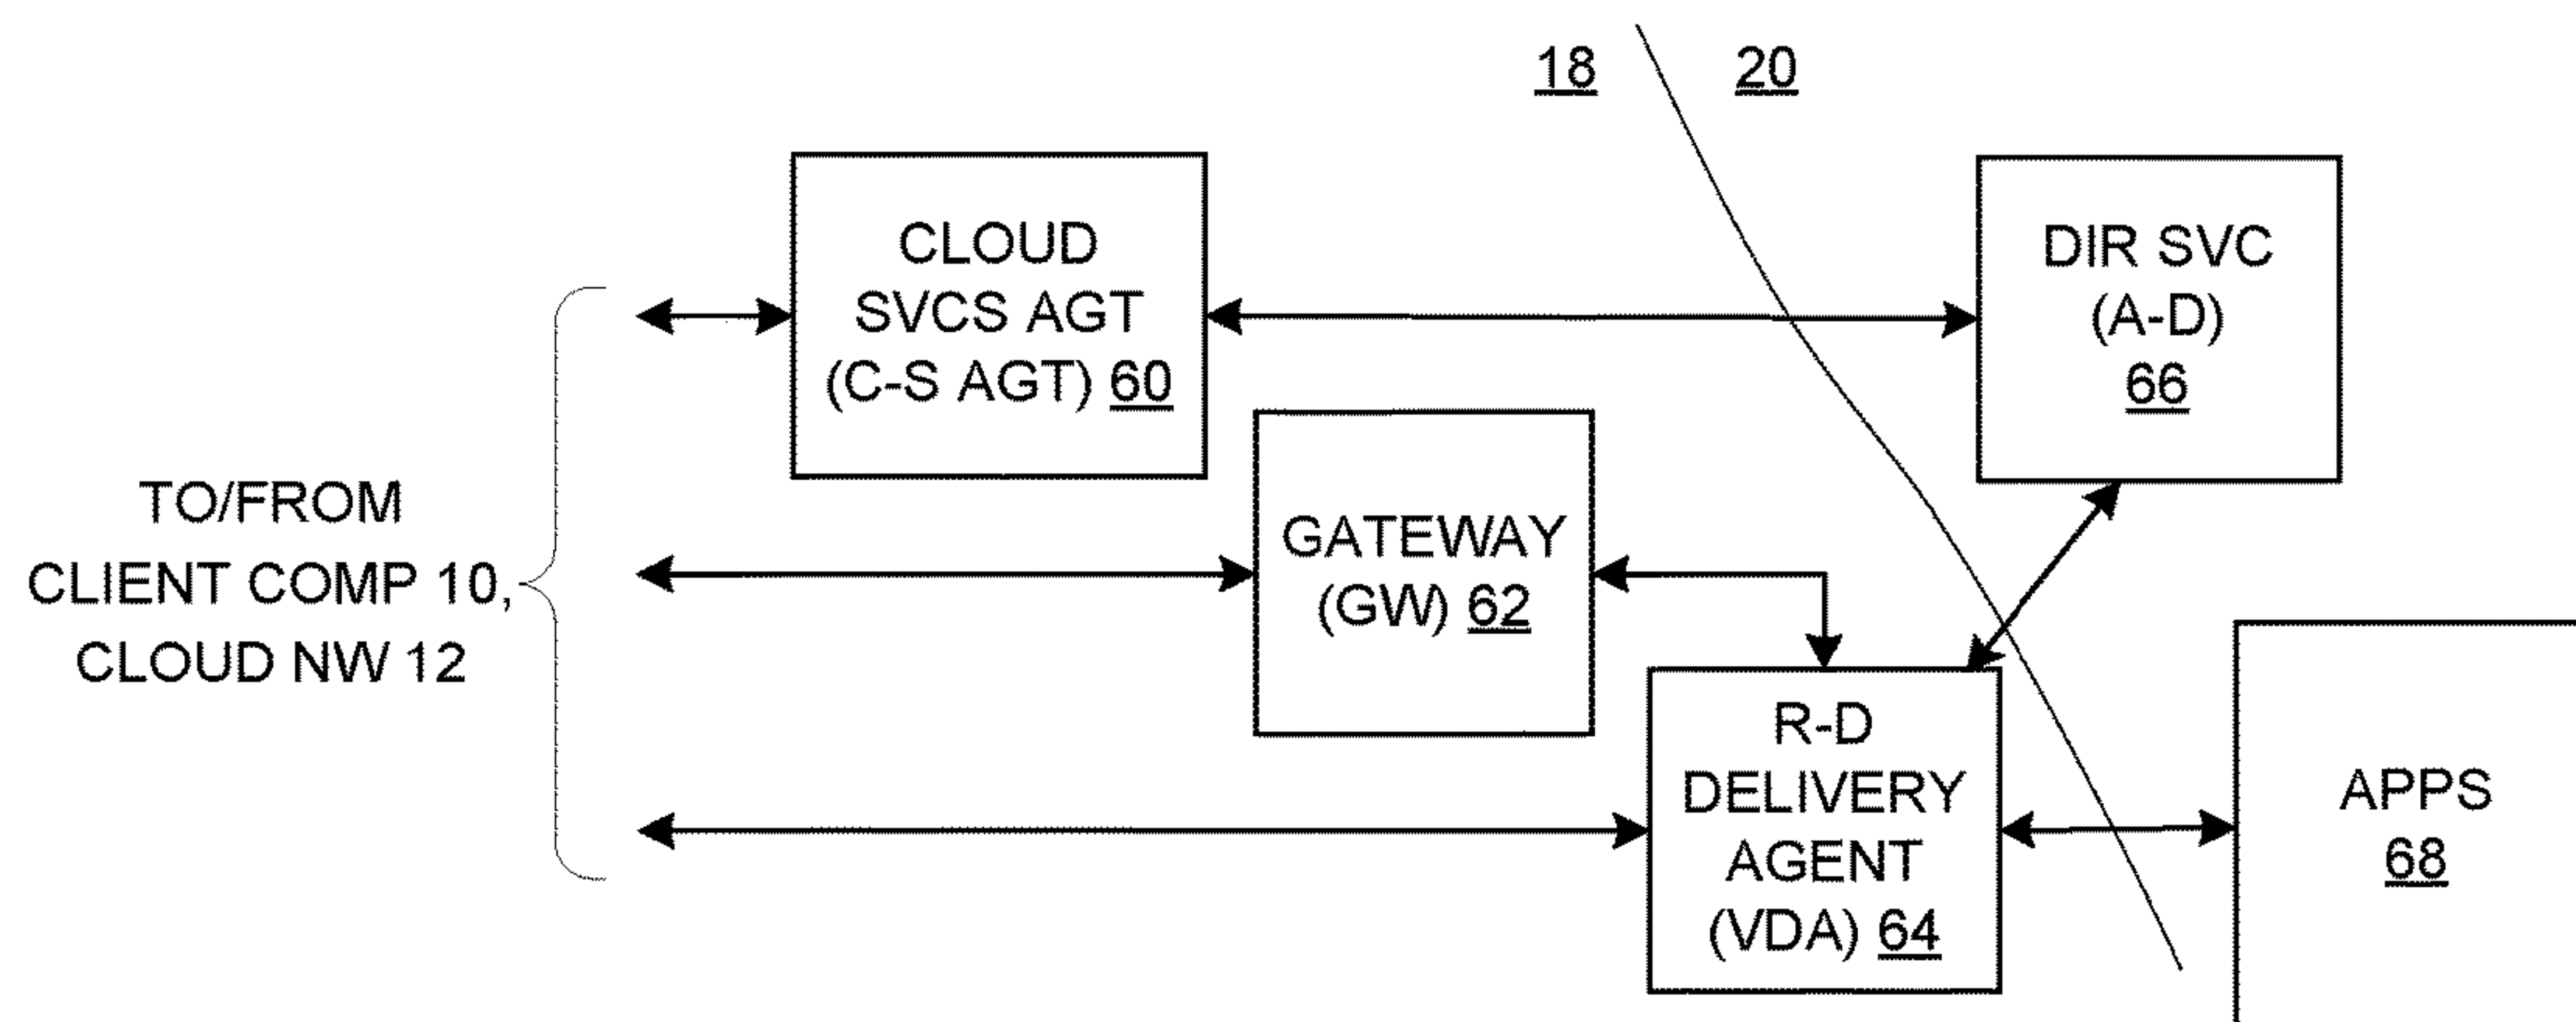 18
20
CLOUD
SVCS AGT
(C-S AGT) 60
DIR SVC
(A-D)
66
TO/FROM
CLIENT COMP 10,
CLOUD NW 12
GATEWAY
(GW) 62
R-D
DELIVERY
AGENT
(VDA) 64
APPS
68